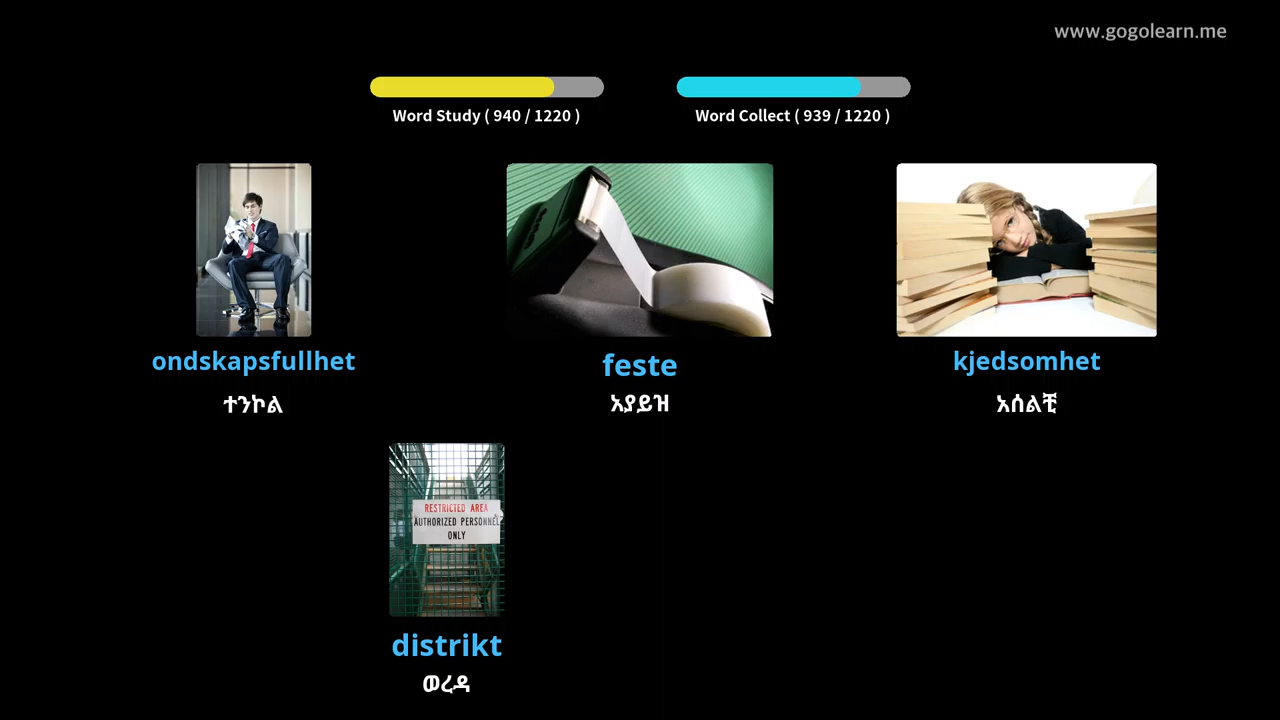 www.gogolearn.me
Word Study ( 940 / 1220 )
Word Collect ( 939 / 1220 )
ondskapsfullhet
ተንኮል
feste
አያይዝ
kjedsomhet
አሰልቺ
RESTRICTED AREA
AUTHORIZED PERSONNEL
ONLY
distrikt
ወረዳ